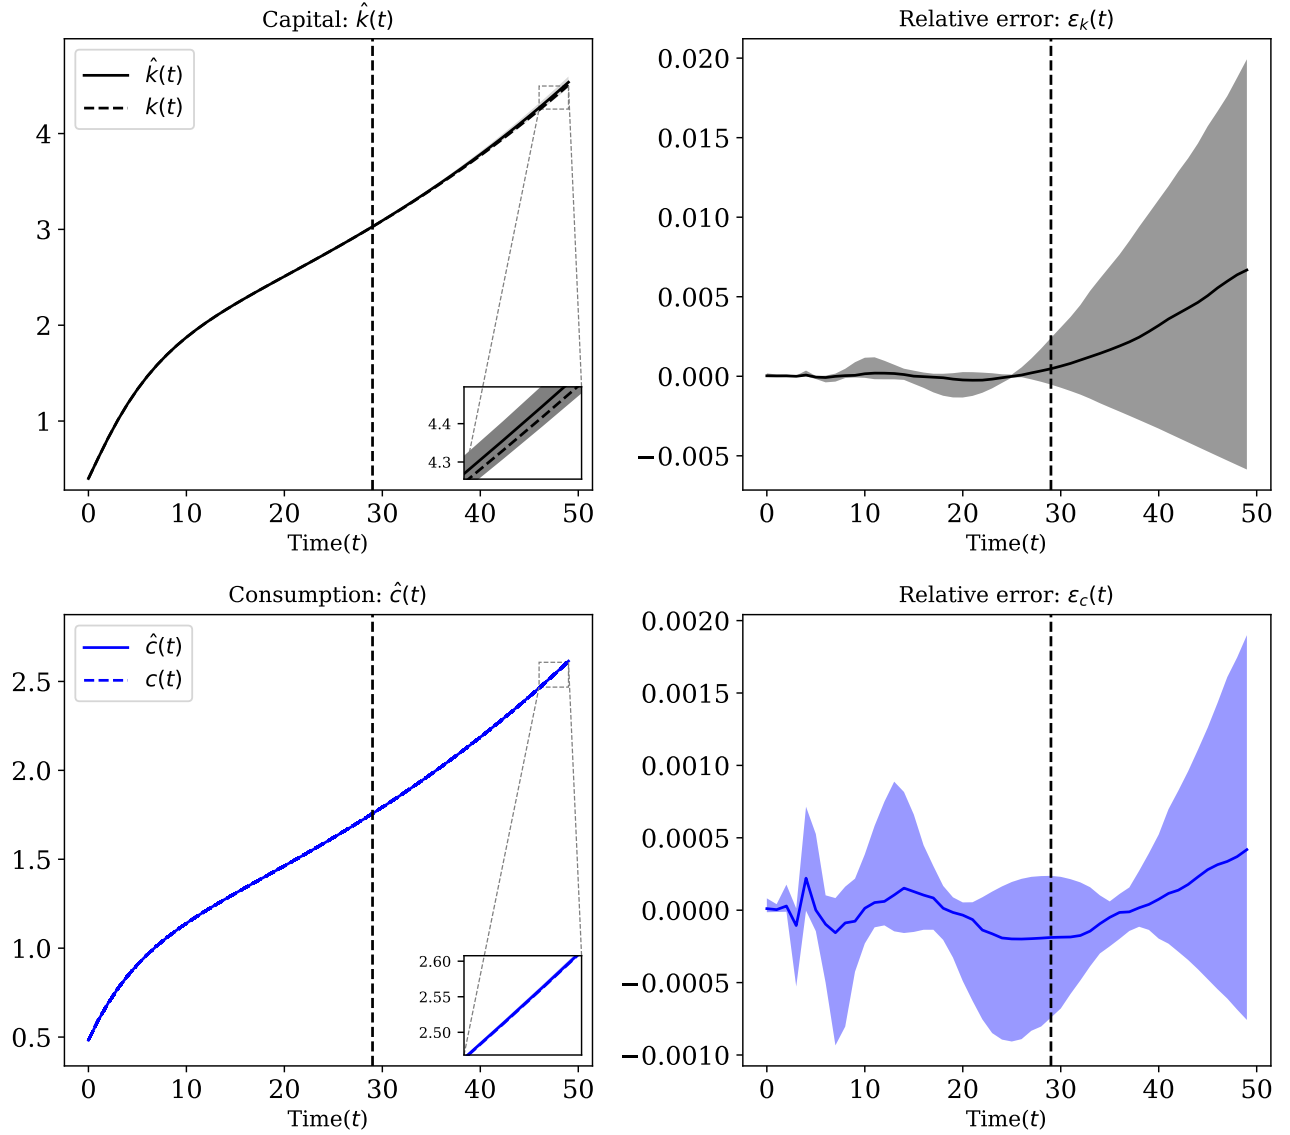 Capital: k̂(t)
k̂(t)
k(t)
4
3
2
1
4.4
4.3
0 10 20 30 40 50
Time(t)
Relative error: ε_k(t)
0.020
0.015
0.010
0.005
0.000
−0.005
0 10 20 30 40 50
Time(t)
Consumption: ĉ(t)
ĉ(t)
c(t)
2.5
2.0
1.5
1.0
0.5
2.60
2.55
2.50
0 10 20 30 40 50
Time(t)
Relative error: ε_c(t)
0.0020
0.0015
0.0010
0.0005
0.0000
−0.0005
−0.0010
0 10 20 30 40 50
Time(t)